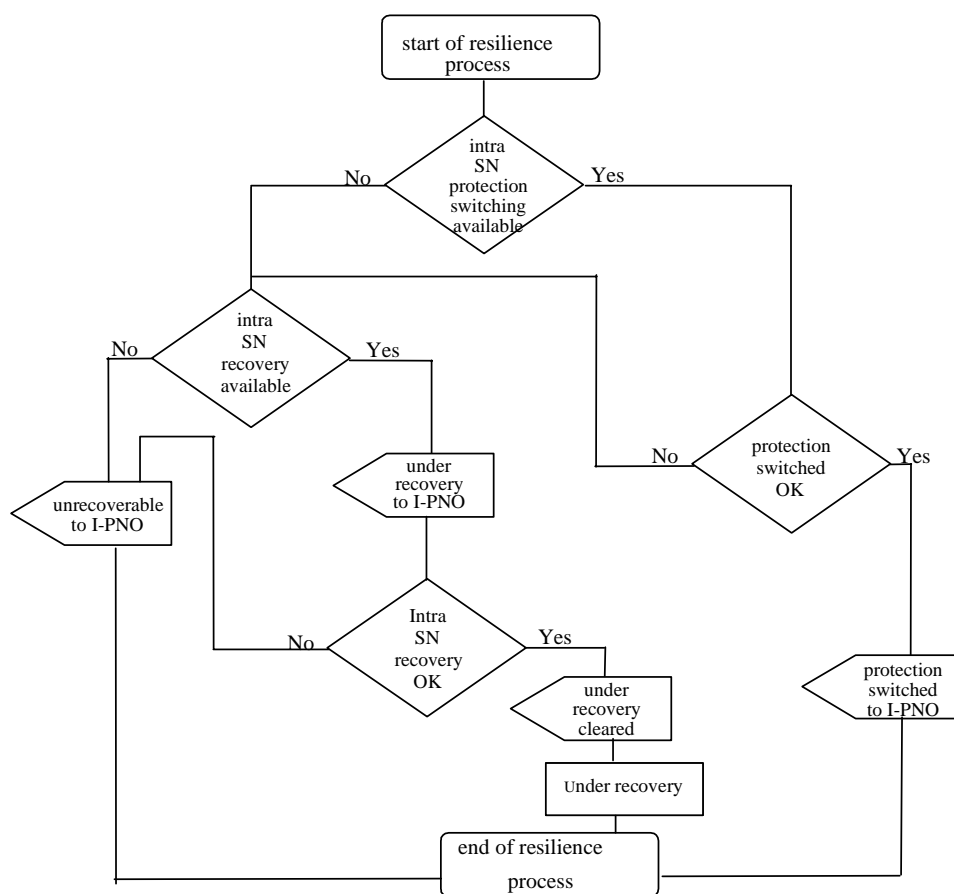 start of resilience
process
intra
SN
protection
switching
available
No
Yes
intra
SN
recovery
available
No
Yes
protection
switched
OK
No
Yes
under
recovery
to I-PNO
unrecoverable
to I-PNO
Intra
SN
recovery
OK
No
Yes
protection
switched
to I-PNO
under
recovery
cleared
Under recovery
end of resilience
process